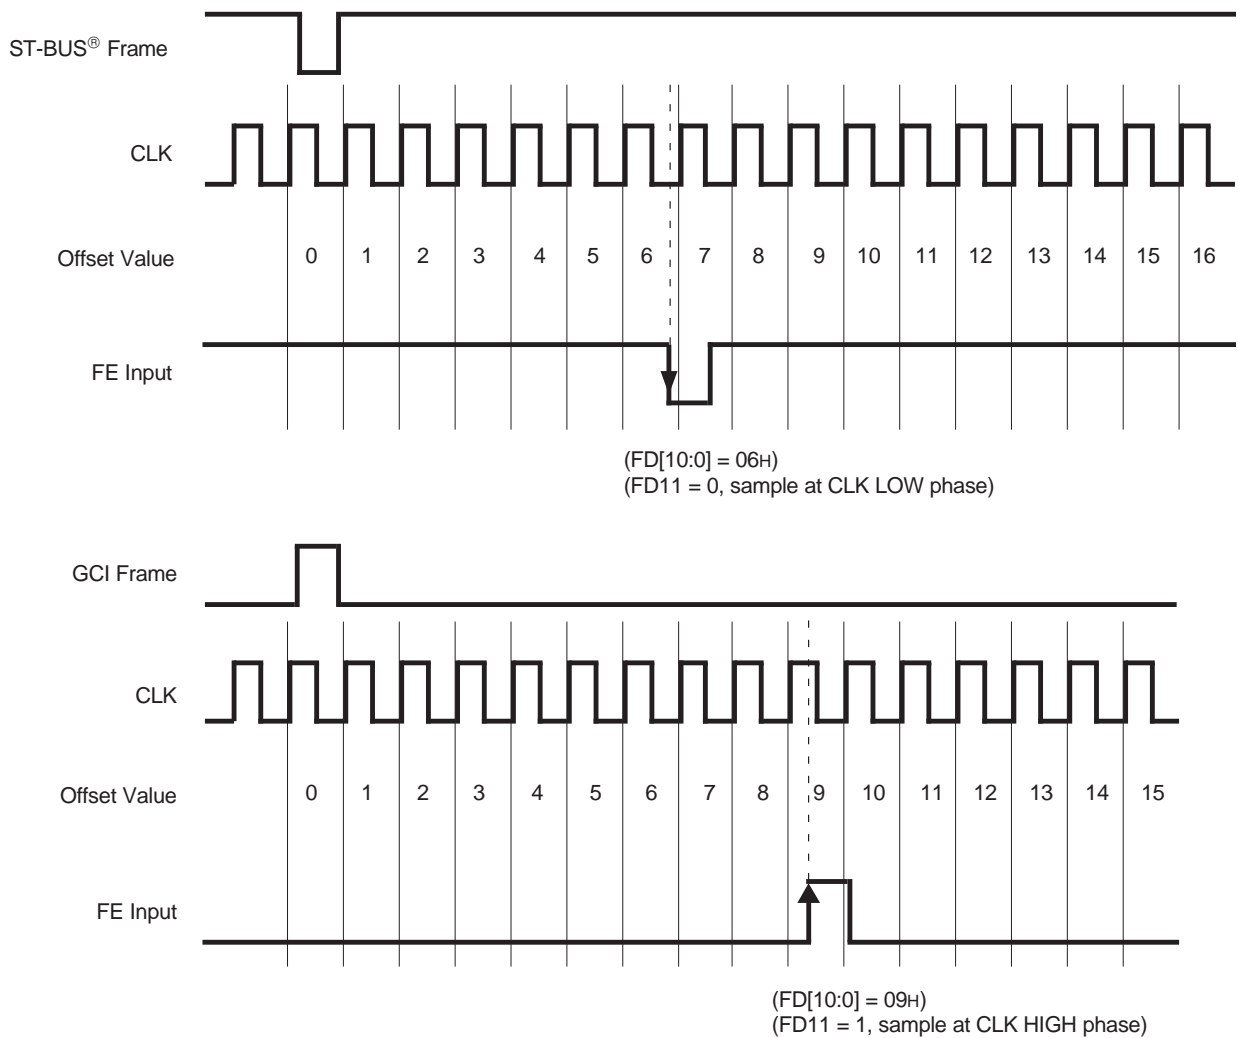 ST-BUS® Frame
CLK
Offset Value 0 1 2 3 4 5 6 7 8 9 10 11 12 13 14 15 16
FE Input
(FD[10:0] = 06H)
(FD11 = 0, sample at CLK LOW phase)
GCI Frame
CLK
Offset Value 0 1 2 3 4 5 6 7 8 9 10 11 12 13 14 15
FE Input
(FD[10:0] = 09H)
(FD11 = 1, sample at CLK HIGH phase)